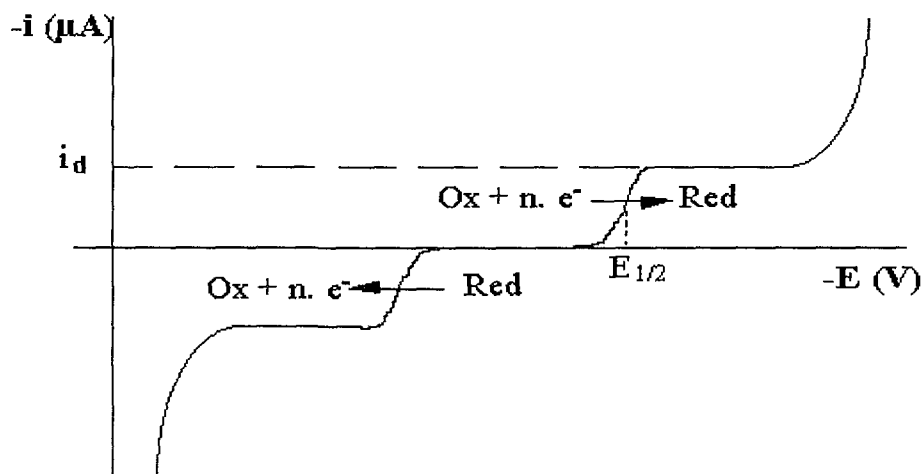 -i (µA)
i_d
Ox + n. e⁻ → Red
E_1/2
-E (V)
Ox + n. e⁻ ← Red